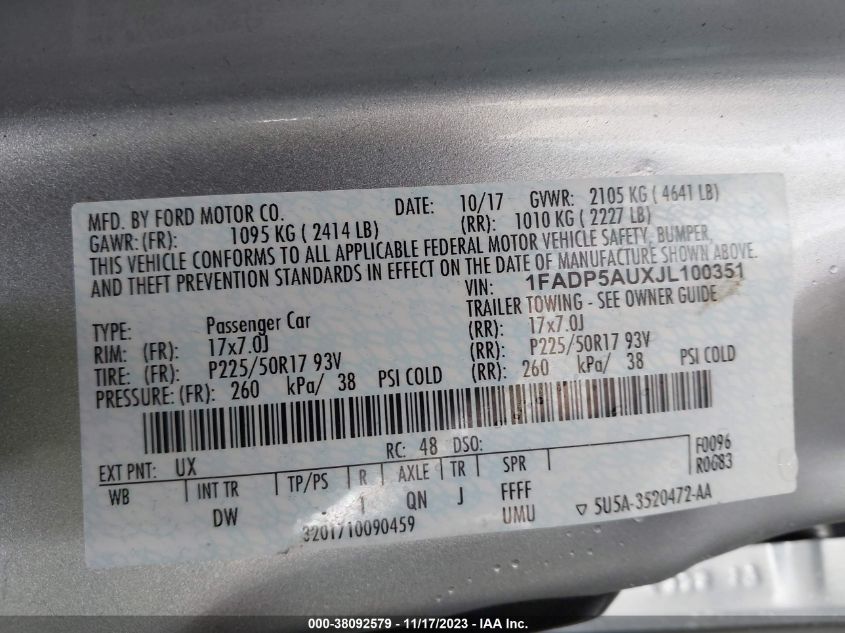 MFD. BY FORD MOTOR CO. DATE: 10/17 GVWR: 2105 KG ( 4641 LB)
GAWR: (FR): 1095 KG ( 2414 LB) (RR): 1010 KG ( 2227 LB)
THIS VEHICLE CONFORMS TO ALL APPLICABLE FEDERAL MOTOR VEHICLE SAFETY, BUMPER,
AND THEFT PREVENTION STANDARDS IN EFFECT ON THE DATE OF MANUFACTURE SHOWN ABOVE.
VIN: 1FADP5AUXJL100351
TRAILER TOWING - SEE OWNER GUIDE
TYPE: Passenger Car
RIM: (FR): 17x7.0J (RR): 17x7.0J
TIRE: (FR): P225/50R17 93V (RR): P225/50R17 93V
PRESSURE: (FR): 260 kPa/ 38 PSI COLD (RR): 260 kPa/ 38 PSI COLD
RC: 48 DSO:
EXT PNT: UX F0096
R0G83
WB INT TR TP/PS R AXLE TR SPR
DW 1 QN J FFFF
UMU
3201710090459 ▽ 5U5A-3520472-AA
000-38092579 - 11/17/2023 - IAA Inc.